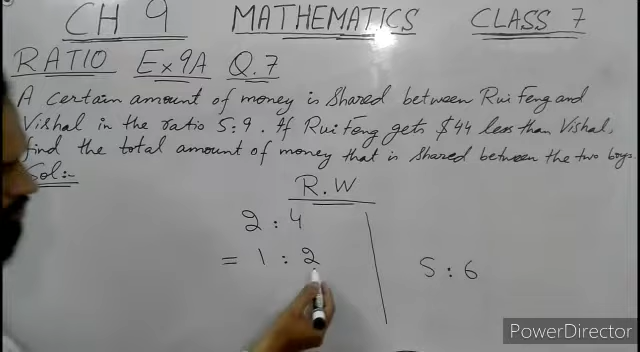 CH 9 MATHEMATICS CLASS 7
RATIO Ex 9A Q.7
A certain amount of money is shared between Rui Feng and
Vishal in the ratio 5:9. If Rui Feng gets $44 less than Vishal,
find the total amount of money that is shared between the two boys.
Sol:-
R.W
2 : 4
= 1 : 2
5 : 6
PowerDirector